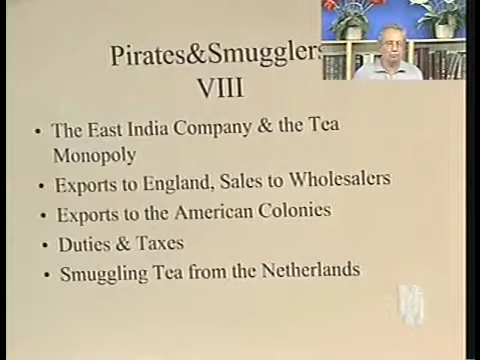 Pirates&Smugglers
VIII
• The East India Company & the Tea
Monopoly
• Exports to England, Sales to Wholesalers
• Exports to the American Colonies
• Duties & Taxes
• Smuggling Tea from the Netherlands